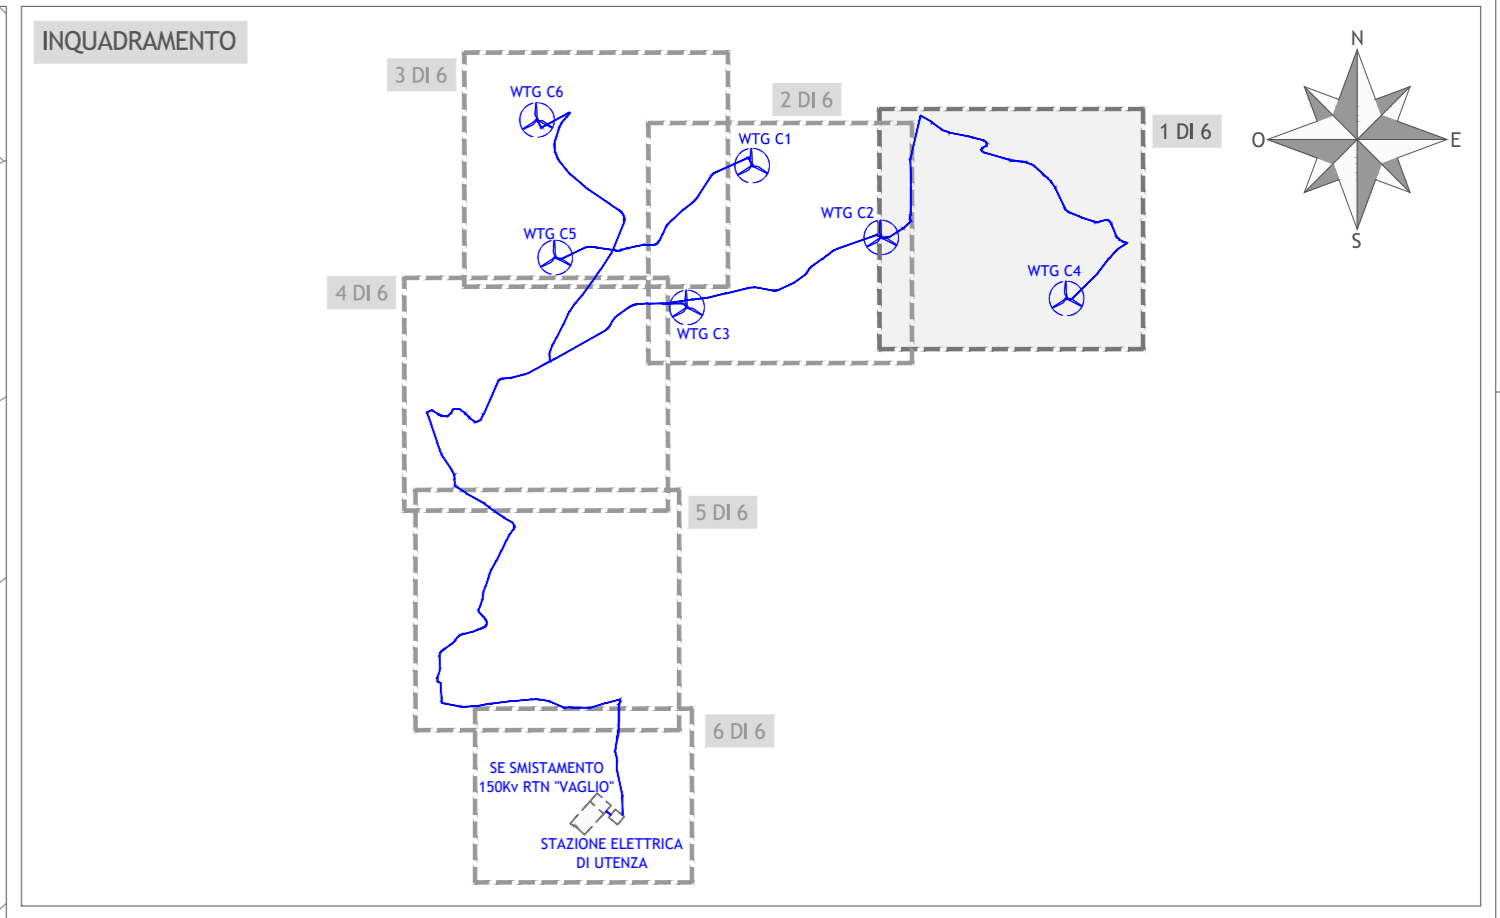 INQUADRAMENTO
N
3 DI 6
WTG C6
2 DI 6
1 DI 6
WTG C1
O
E
WTG C2
WTG C5
S
WTG C4
4 DI 6
WTG C3
5 DI 6
6 DI 6
SE SMISTAMENTO
150Kv RTN "VAGLIO"
STAZIONE ELETTRICA
DI UTENZA